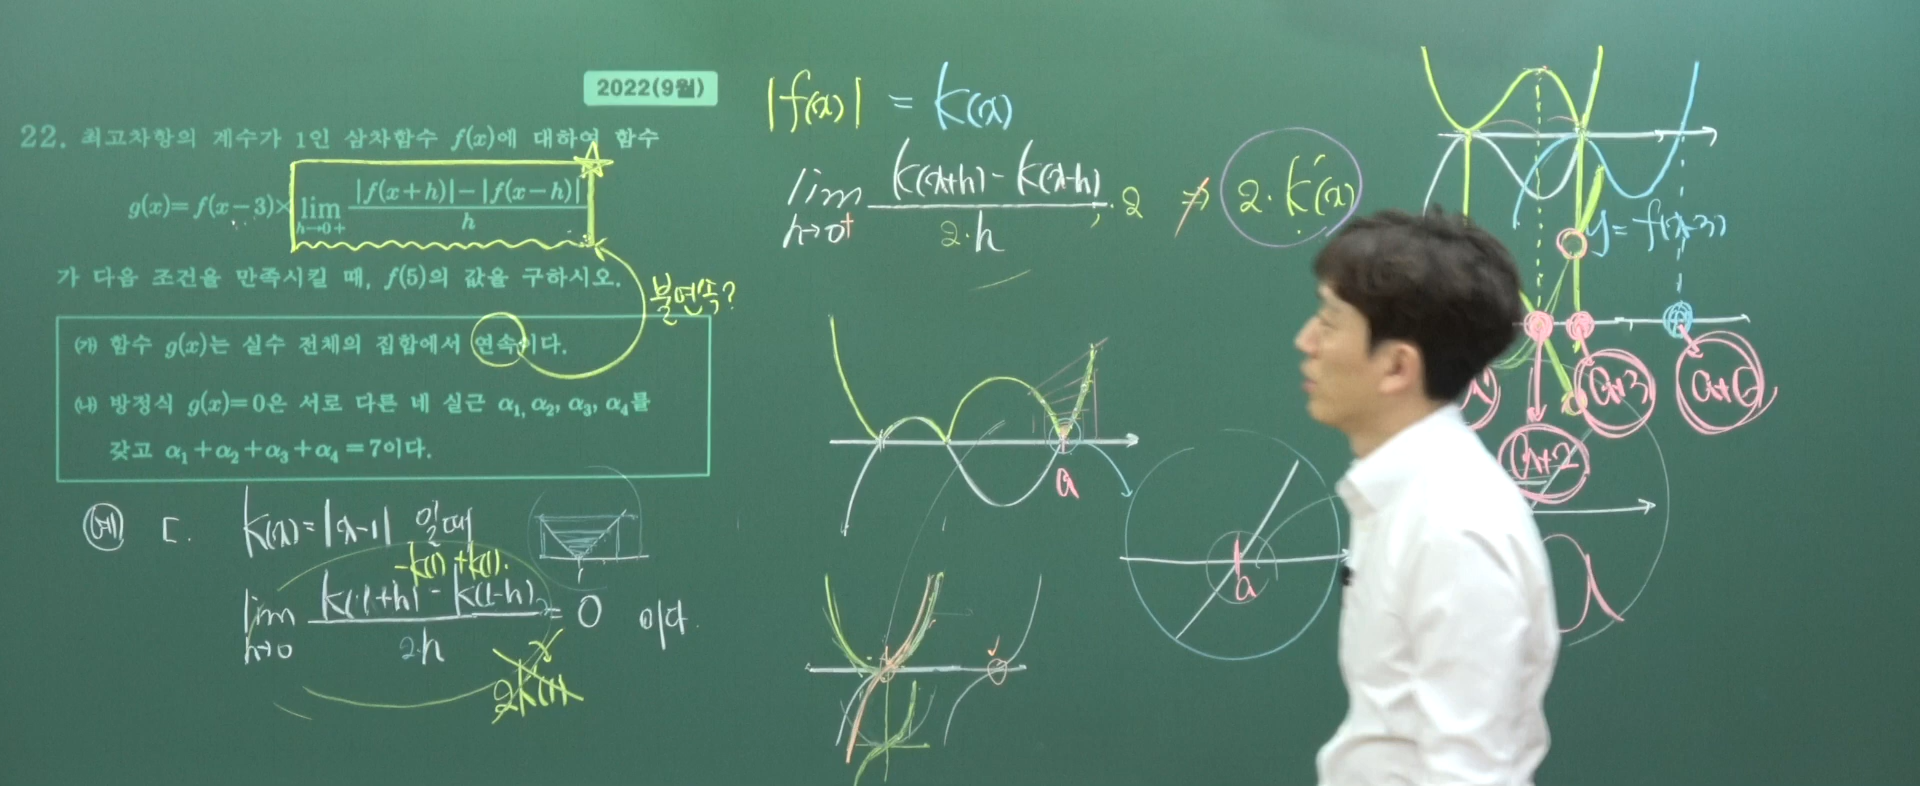 2022(9월)
22. 최고차항의 계수가 1인 삼차함수 f(x)에 대하여 함수
g(x)=f(x-3)× lim h→0+ |f(x+h)|-|f(x-h)| / h
가 다음 조건을 만족시킬 때, f(5)의 값을 구하시오.
불연속?
(가) 함수 g(x)는 실수 전체의 집합에서 연속이다.
(나) 방정식 g(x)=0은 서로 다른 네 실근 α₁, α₂, α₃, α₄를
갖고 α₁+α₂+α₃+α₄=7이다.
예 ㄷ. k(x)=|x-1| 일때
-k(1)+k(1).
lim h→0 k(1+h)-k(1-h) / 2·h = 0 이다.
2k'(1)
|f(x)| = k(x)
lim h→0+ k(x+h)-k(x-h) / 2·h ·2 ⇒ 2·k'(x)
a
a
y=f(x-3)
a+3
a+6
a+2